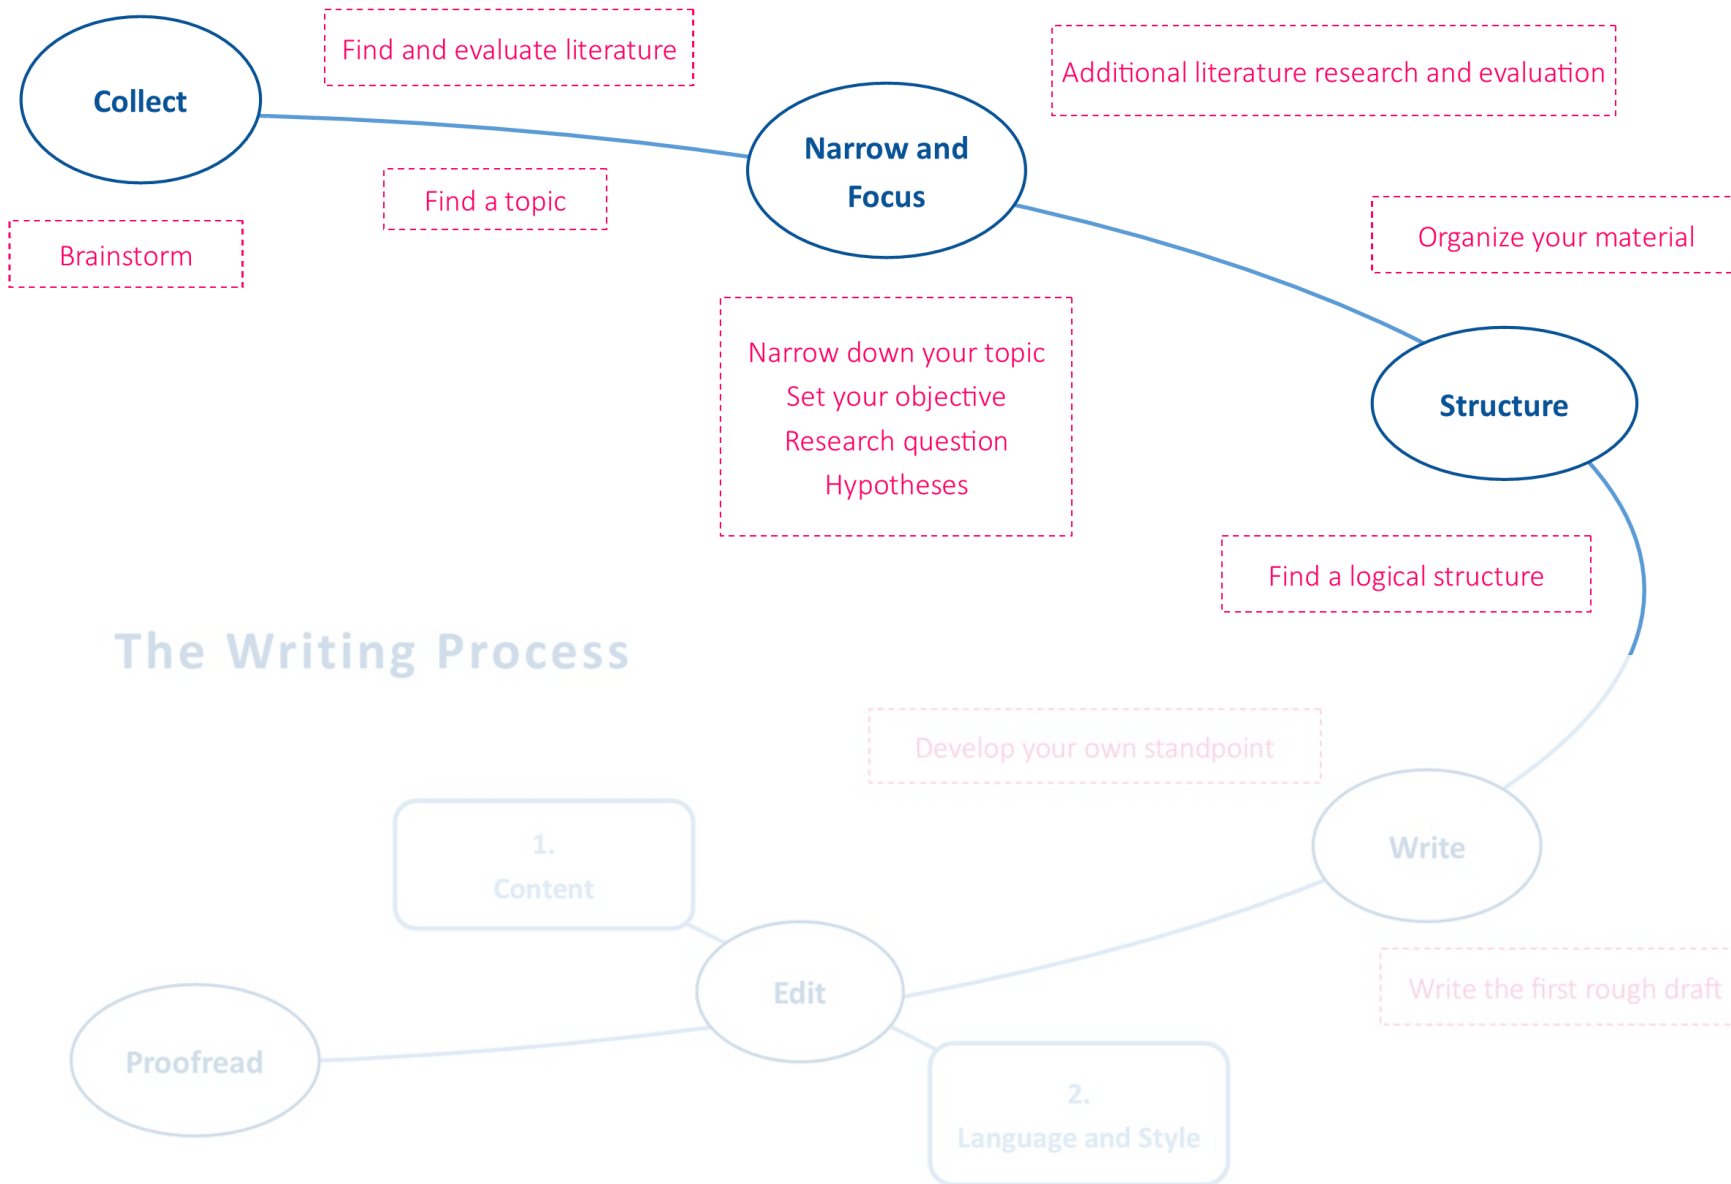 Collect
Find and evaluate literature
Find a topic
Brainstorm
Narrow and
Focus
Additional literature research and evaluation
Organize your material
Narrow down your topic
Set your objective
Research question
Hypotheses
Structure
Find a logical structure
The Writing Process
Develop your own standpoint
Write
Write the first rough draft
1.
Content
Edit
2.
Language and Style
Proofread